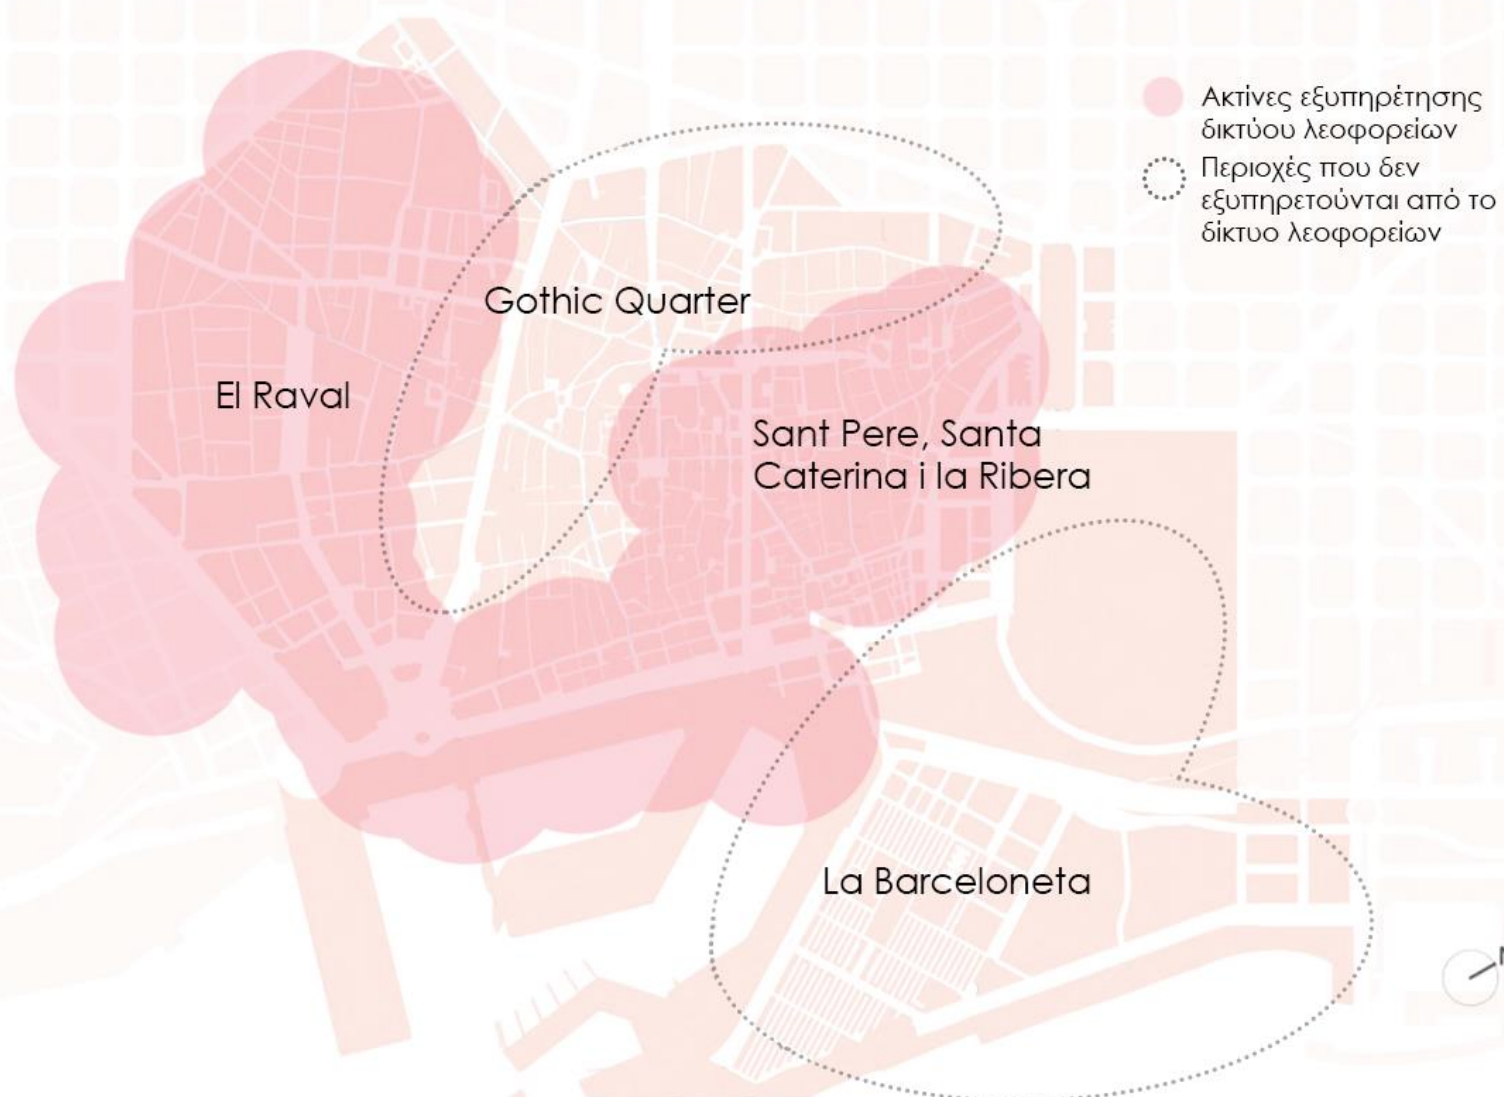 Ακτίνες εξυπηρέτησης
δικτύου λεοφορείων
Περιοχές που δεν
εξυπηρετούνται από το
δίκτυο λεοφορείων
Gothic Quarter
El Raval
Sant Pere, Santa
Caterina i la Ribera
La Barceloneta
N